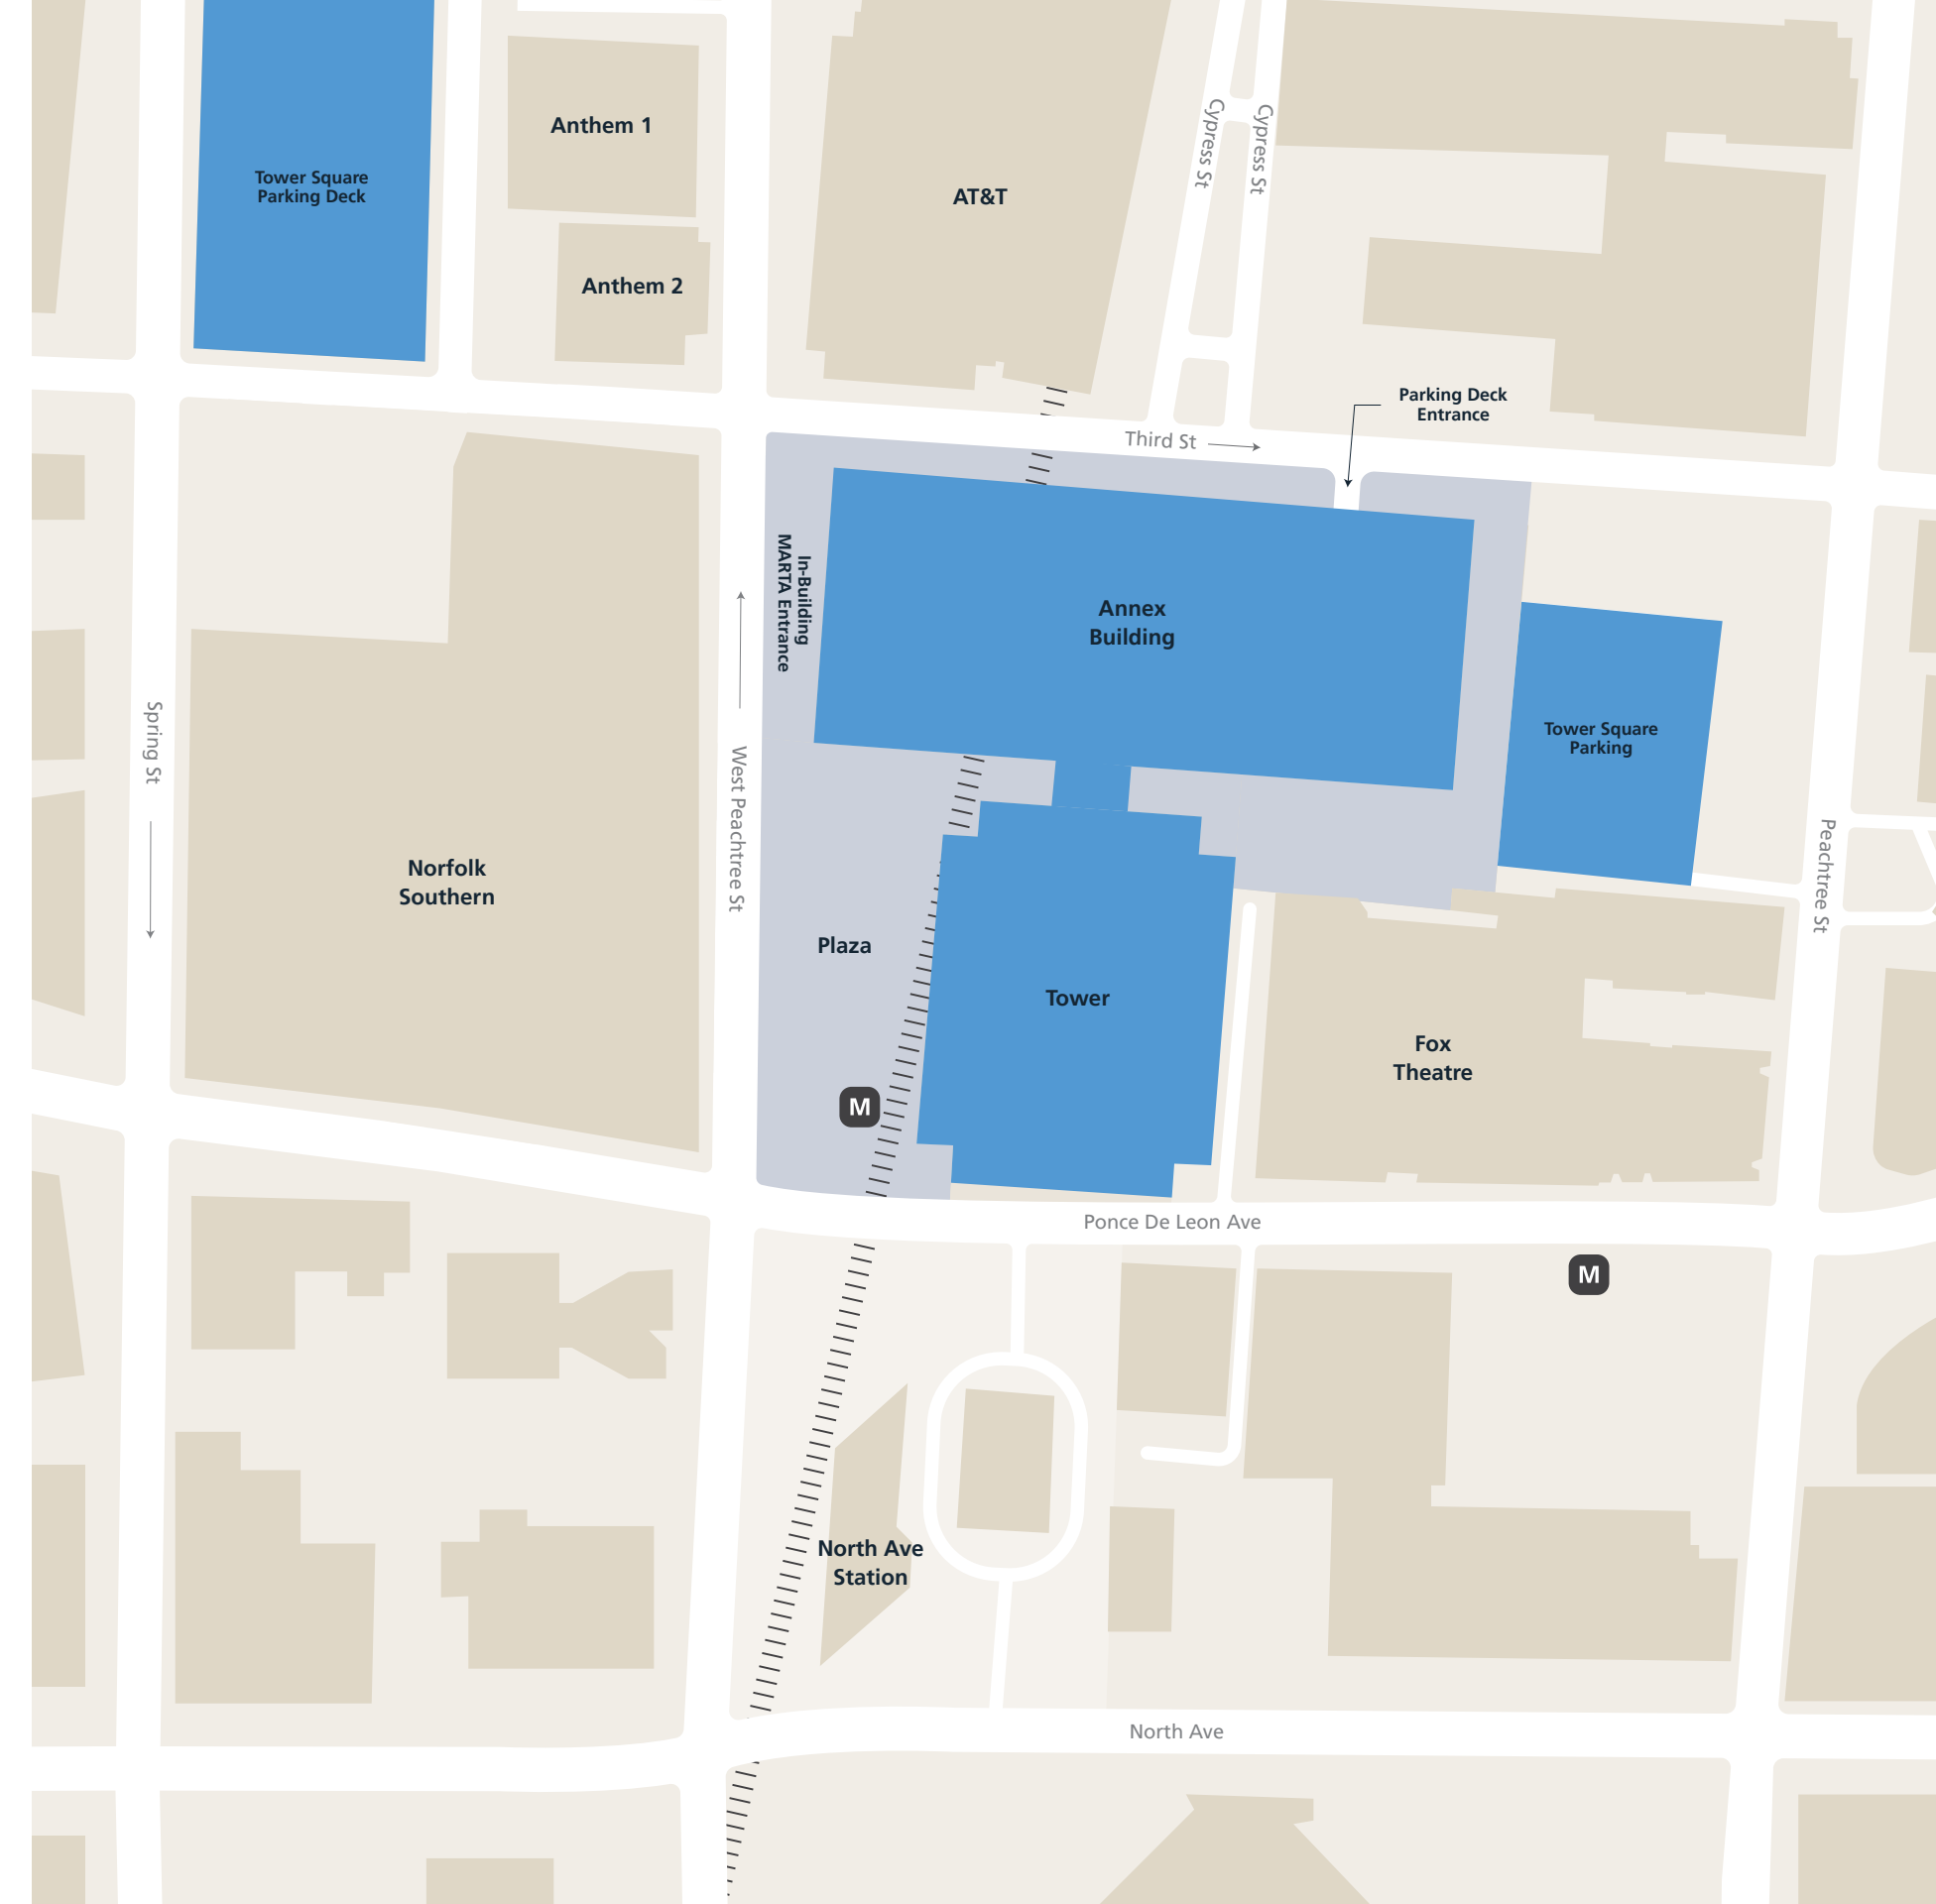 Anthem 1
Tower Square
Parking Deck
AT&T
Cypress St
Cypress St
Anthem 2
Parking Deck
Entrance
Third St
In-Building
MARTA Entrance
Annex
Building
Tower Square
Parking
Spring St
West Peachtree St
Peachtree St
Norfolk
Southern
Plaza
Tower
Fox
Theatre
M
Ponce De Leon Ave
M
North Ave
Station
North Ave